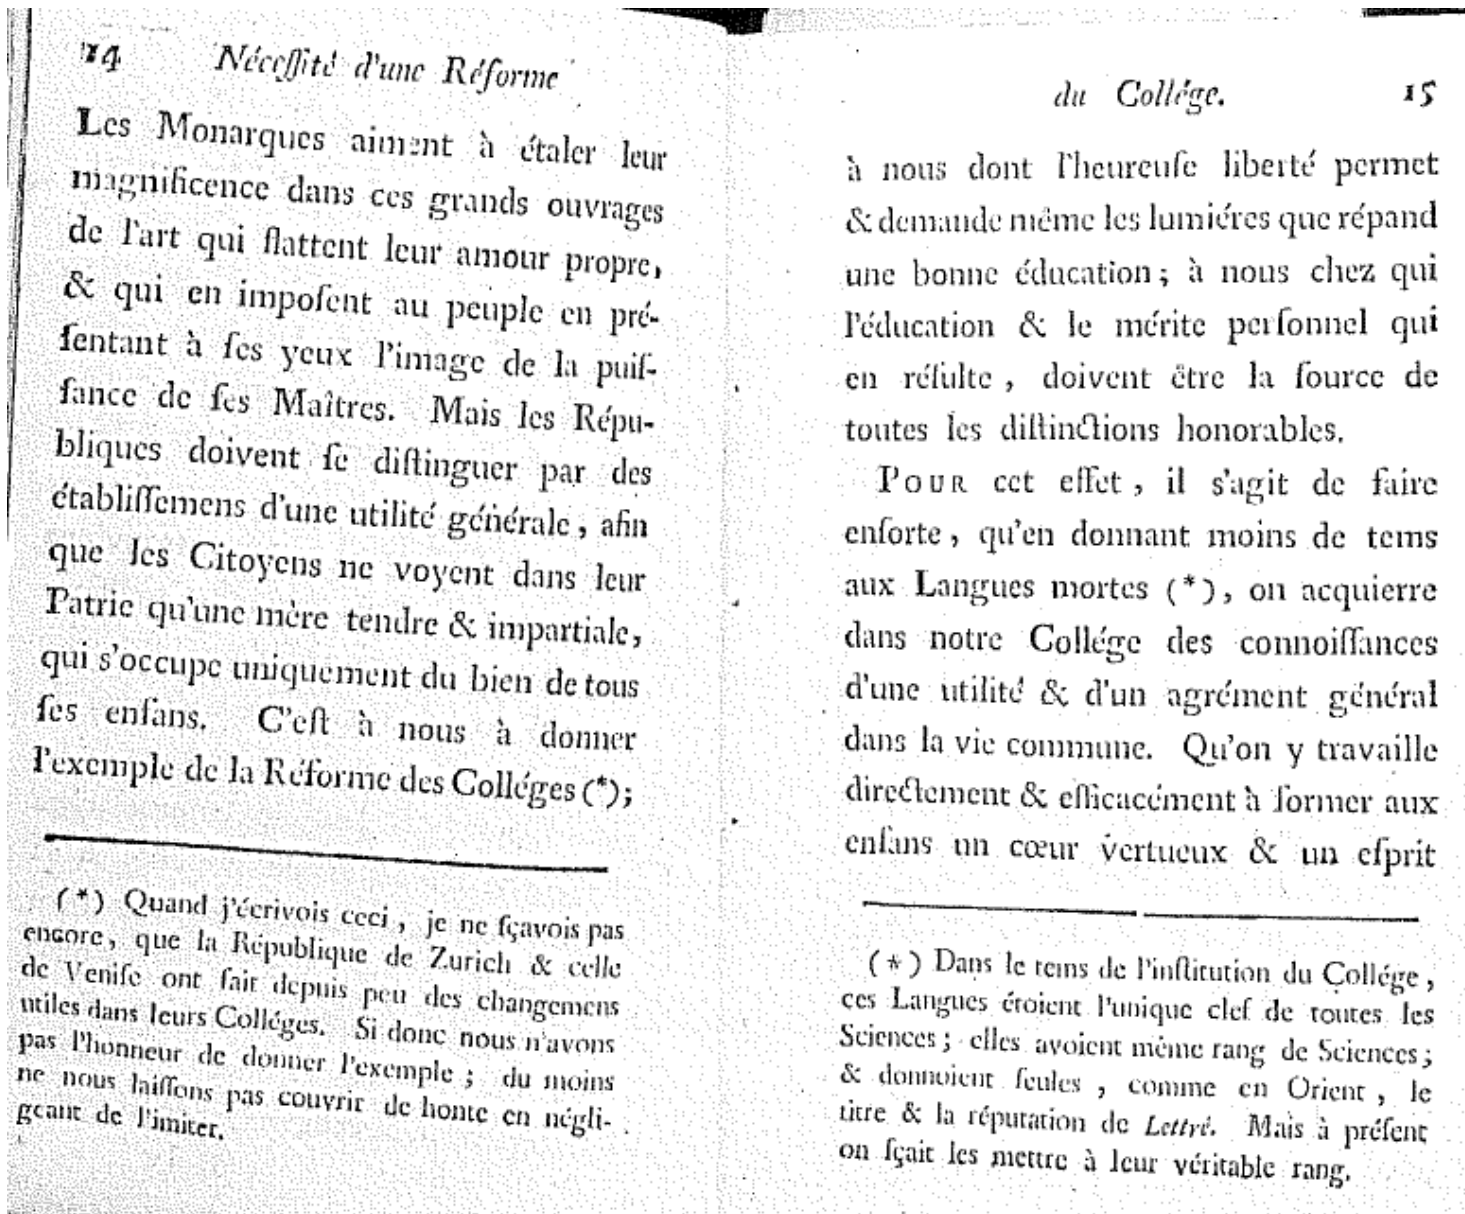 14 Néceſſité d'une Réforme
Les Monarques aiment à étaler leur
magnificence dans ces grands ouvrages
de l'art qui flattent leur amour propre,
& qui en impoſent au peuple en pré-
ſentant à ſes yeux l'image de la puiſ-
ſance de ſes Maîtres. Mais les Répu-
bliques doivent ſe diſtinguer par des
établiſſemens d'une utilité générale, afin
que les Citoyens ne voyent dans leur
Patrie qu'une mère tendre & impartiale,
qui s'occupe uniquement du bien de tous
ſes enfans. C'eſt à nous à donner
l'exemple de la Réforme des Colléges (*);
(*) Quand j'écrivois ceci, je ne ſçavois pas
encore, que la République de Zurich & celle
de Veniſe ont fait depuis peu des changemens
utiles dans leurs Colléges. Si donc nous n'avons
pas l'honneur de donner l'exemple; du moins
ne nous laiſſons pas couvrir de honte en négli-
geant de l'imiter.
du Collége. 15
à nous dont l'heureuſe liberté permet
& demande même les lumiéres que répand
une bonne éducation; à nous chez qui
l'éducation & le mérite perſonnel qui
en réſulte, doivent être la ſource de
toutes les diſtinctions honorables.
POUR cet effet, il s'agit de faire
enſorte, qu'en donnant moins de tems
aux Langues mortes (*), on acquierre
dans notre Collége des connoiſſances
d'une utilité & d'un agrément général
dans la vie commune. Qu'on y travaille
directement & efficacément à former aux
enfans un cœur vertueux & un eſprit
(*) Dans le tems de l'inſtitution du Collége,
ces Langues étoient l'unique clef de toutes les
Sciences; elles avoient même rang de Sciences;
& donnoient ſeules, comme en Orient, le
titre & la réputation de Lettré. Mais à préſent
on ſçait les mettre à leur véritable rang.